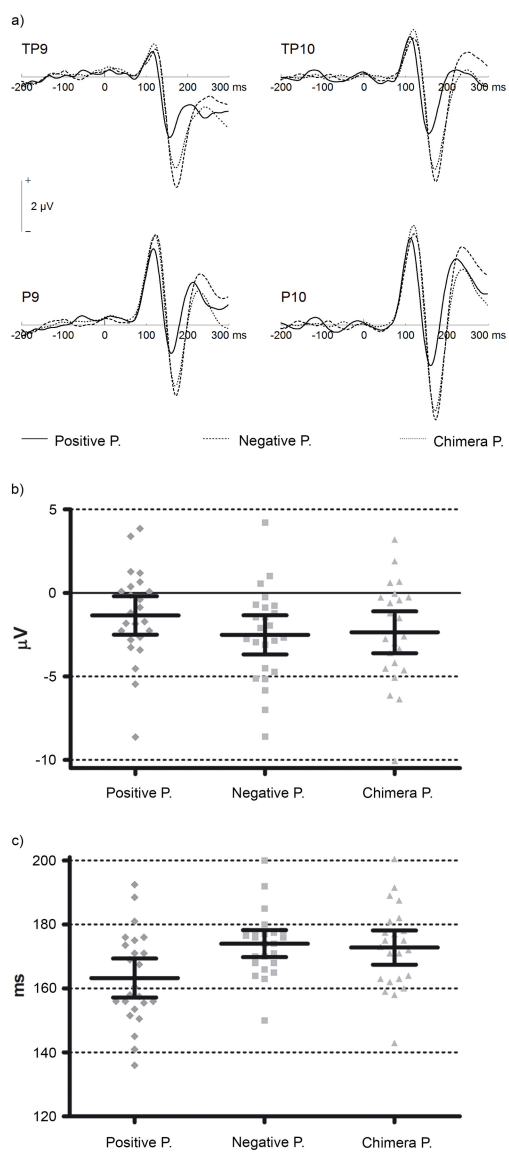 a)
TP9 TP10
-200 -100 0 100 200 300 ms -200 -100 0 100 200 300 ms
+
2 µV
–
P9 P10
-200 -100 0 100 200 300 ms -200 -100 0 100 200 300 ms
Positive P. Negative P. Chimera P.
b)
5
0
µV
-5
-10
Positive P. Negative P. Chimera P.
c)
200
180
ms
160
140
120
Positive P. Negative P. Chimera P.